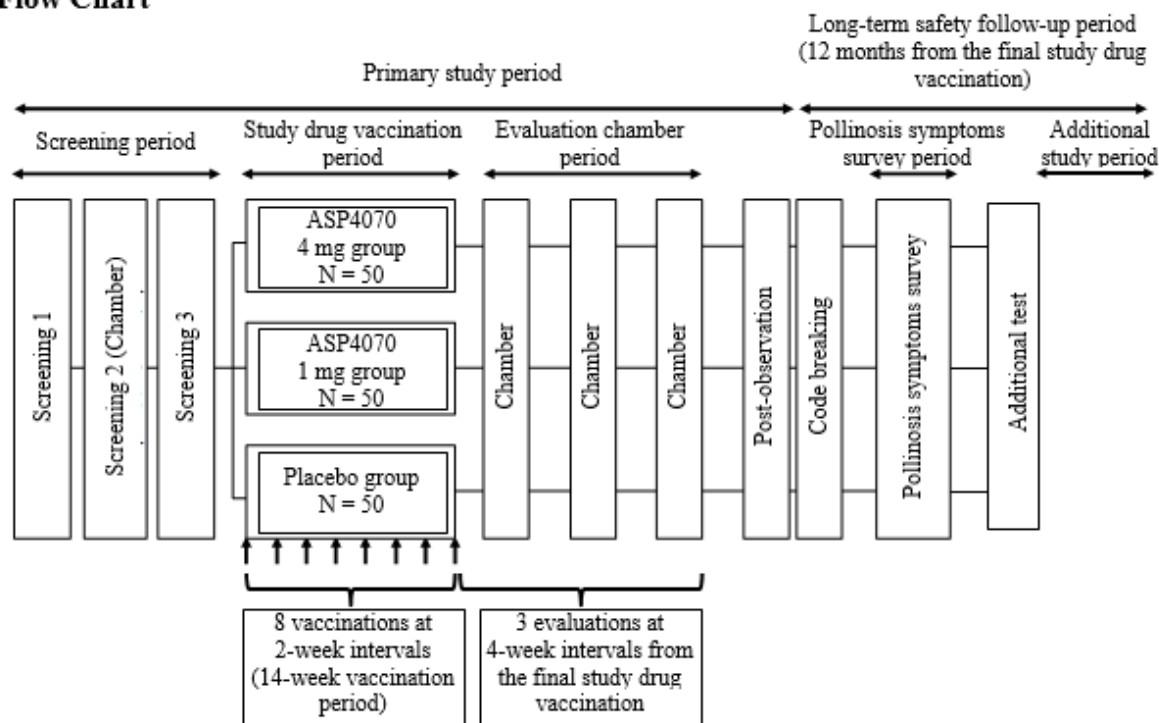 Flow Chart
Long-term safety follow-up period
(12 months from the final study drug
vaccination)
Primary study period
Screening period
Study drug vaccination
period
Evaluation chamber
period
Pollinosis symptoms
survey period
Additional
study period
Screening 1
Screening 2 (Chamber)
Screening 3
ASP4070
4 mg group
N = 50
ASP4070
1 mg group
N = 50
Placebo group
N = 50
Chamber
Chamber
Chamber
Post-observation
Code breaking
Pollinosis symptoms survey
Additional test
8 vaccinations at
2-week intervals
(14-week vaccination
period)
3 evaluations at
4-week intervals from
the final study drug
vaccination